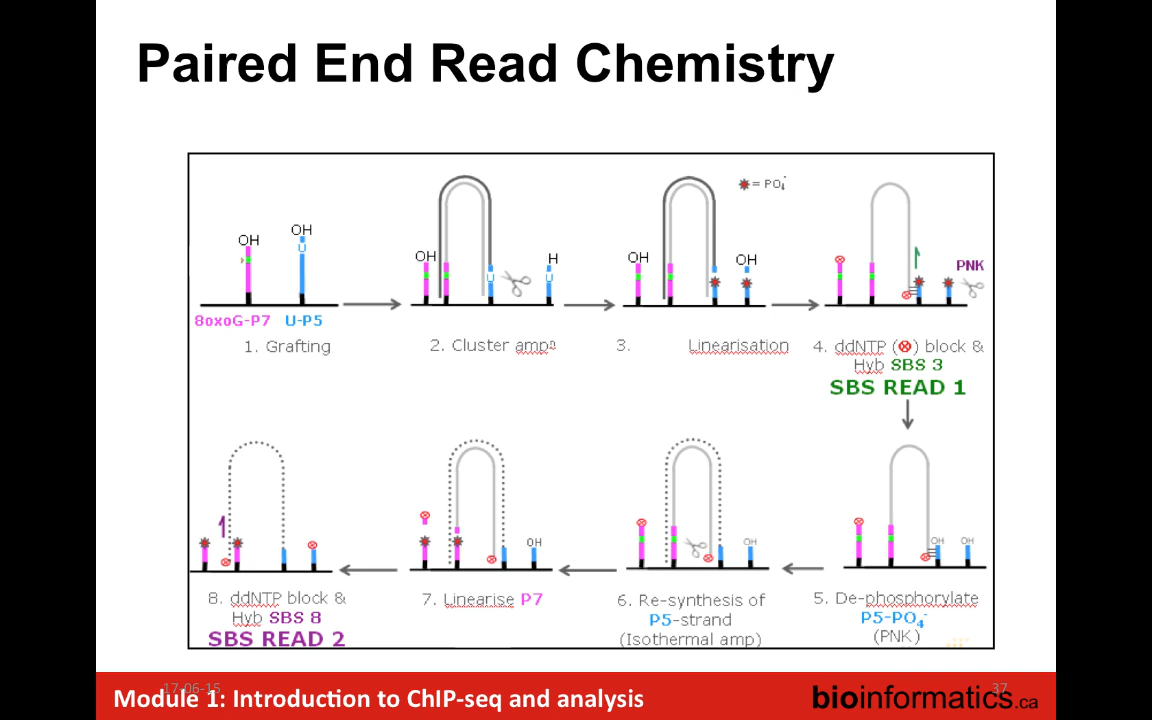 Paired End Read Chemistry
OH
OH
U
8oxoG-P7 U-P5
1. Grafting
OH
U
H
U
2. Cluster amp
OH
OH
= PO4-
3. Linearisation
PNK
4. ddNTP (⊗) block &
Hyb SBS 3
SBS READ 1
OH
OH
5. De-phosphorylate
P5-PO4-
(PNK)
OH
6. Re-synthesis of
P5-strand
(Isothermal amp)
OH
7. Linearise P7
8. ddNTP block &
Hyb SBS 8
SBS READ 2
17-06-15
Module 1: Introduction to ChIP-seq and analysis
37
bioinformatics.ca